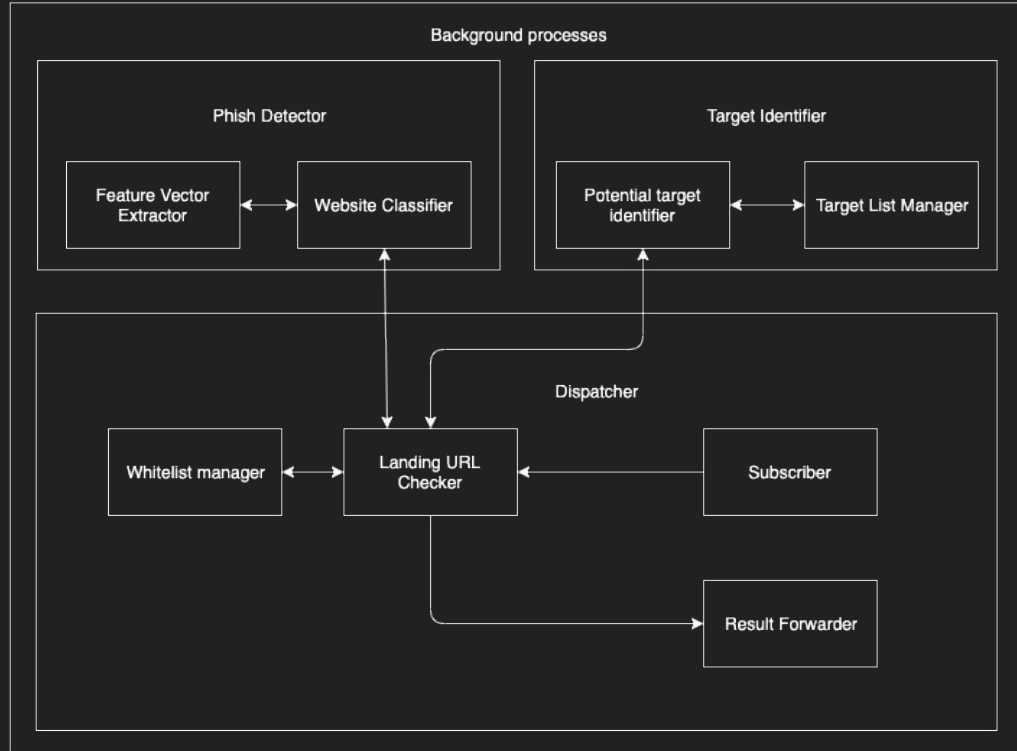 Background processes
Phish Detector
Target Identifier
Feature Vector
Extractor
Website Classifier
Potential target
identifier
Target List Manager
Dispatcher
Whitelist manager
Landing URL
Checker
Subscriber
Result Forwarder